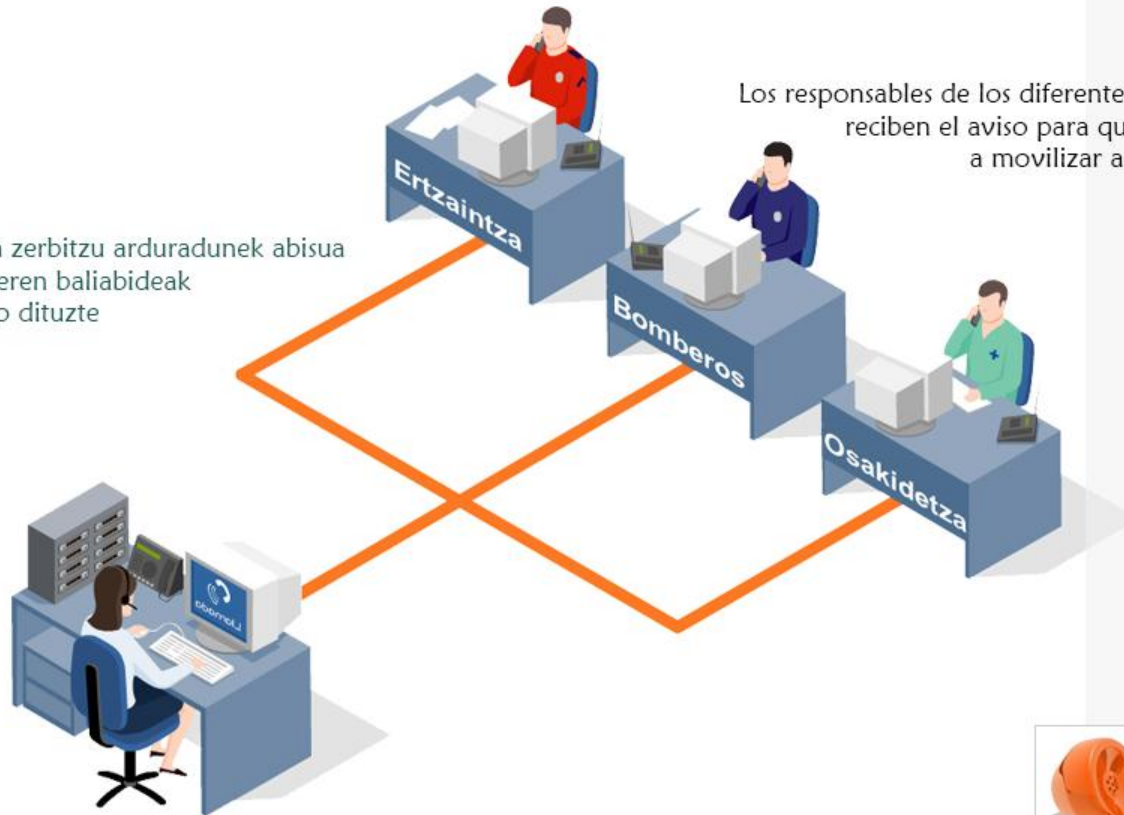 Los responsables de los diferente
reciben el aviso para qu
a movilizar a
zerbitzu arduradunek abisua
eren baliabideak
dituzte
Ertzaintza
Bomberos
Osakidetza
Llamada